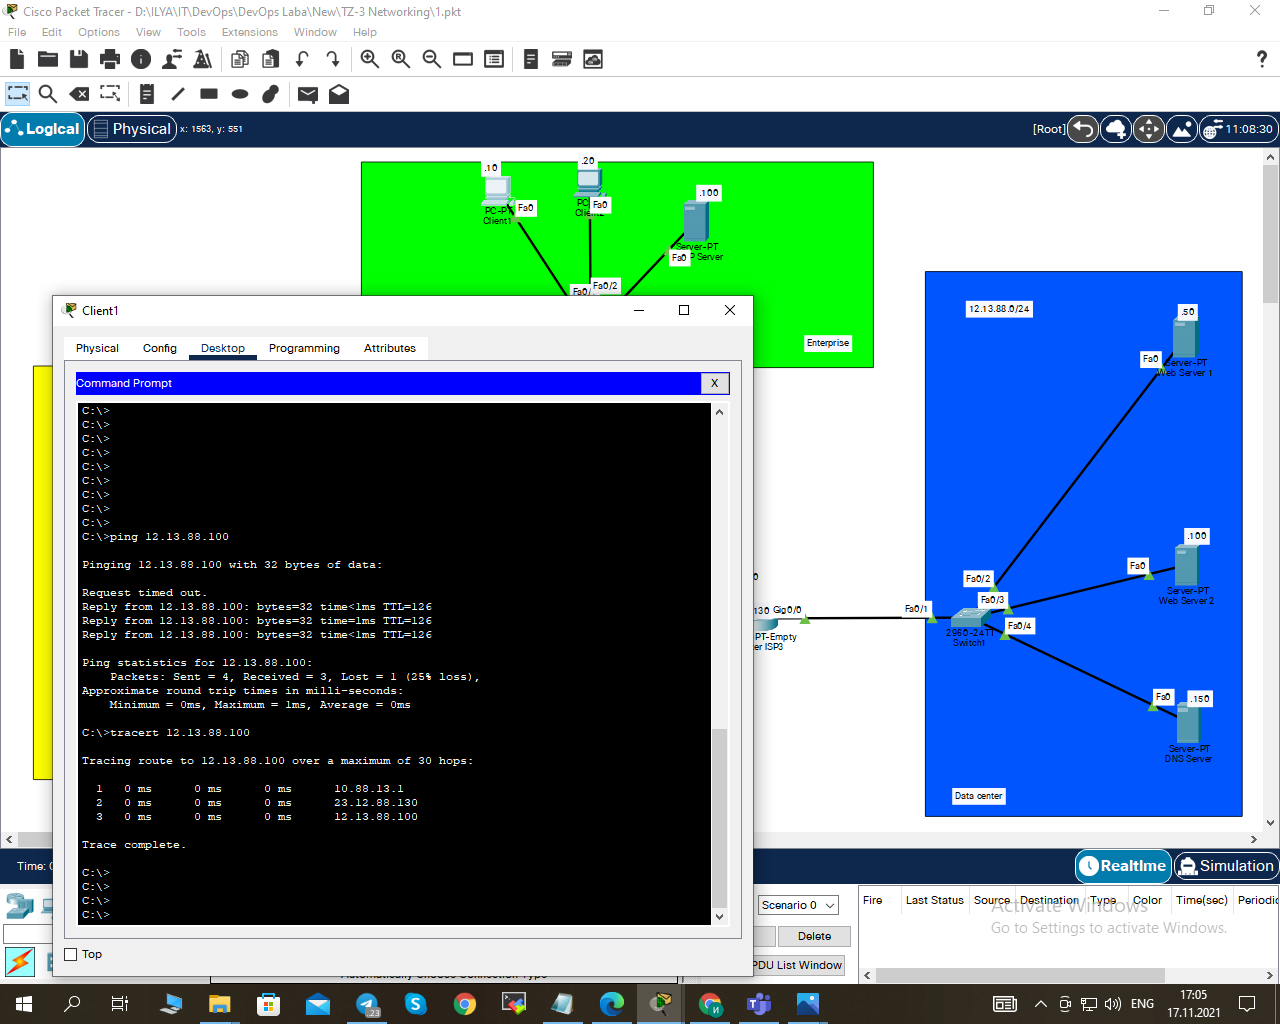 Cisco Packet Tracer - D:\ILYA\IT\DevOps\DevOps Laba\New\TZ-3 Networking\1.pkt
File Edit Options View Tools Extensions Window Help
Logical Physical x: 1563, y: 551 [Root] 11:08:30
.10
.20
.100
PC-PT
Client1
Fa0
Fa0
Server-PT
P Server
Fa0
Fa0/2
Enterprise
12.13.88.0/24
.50
Fa0
Server-PT
Web Server 1
.100
Fa0
Server-PT
Web Server 2
Fa0/2
Fa0/3
Fa0/1
Fa0/4
2960-24TT
Switch1
130 Gig0/0
PT-Empty
er ISP3
Fa0
.150
Server-PT
DNS Server
Data center
Client1
Physical Config Desktop Programming Attributes
Command Prompt X
C:\>
C:\>
C:\>
C:\>
C:\>
C:\>
C:\>
C:\>
C:\>
C:\>ping 12.13.88.100
Pinging 12.13.88.100 with 32 bytes of data:
Request timed out.
Reply from 12.13.88.100: bytes=32 time<1ms TTL=126
Reply from 12.13.88.100: bytes=32 time<1ms TTL=126
Reply from 12.13.88.100: bytes=32 time<1ms TTL=126
Ping statistics for 12.13.88.100:
Packets: Sent = 4, Received = 3, Lost = 1 (25% loss),
Approximate round trip times in milli-seconds:
Minimum = 0ms, Maximum = 1ms, Average = 0ms
C:\>tracert 12.13.88.100
Tracing route to 12.13.88.100 over a maximum of 30 hops:
1 0 ms 0 ms 0 ms 10.88.13.1
2 0 ms 0 ms 0 ms 23.12.88.130
3 0 ms 0 ms 0 ms 12.13.88.100
Trace complete.
C:\>
C:\>
C:\>
C:\>
Top
Time:
Realtime Simulation
Scenario 0
Delete
PDU List Window
Fire Last Status Source Destination Type Color Time(sec) Periodic
Activate Windows
Go to Settings to activate Windows.
.23
ENG
17:05
17.11.2021